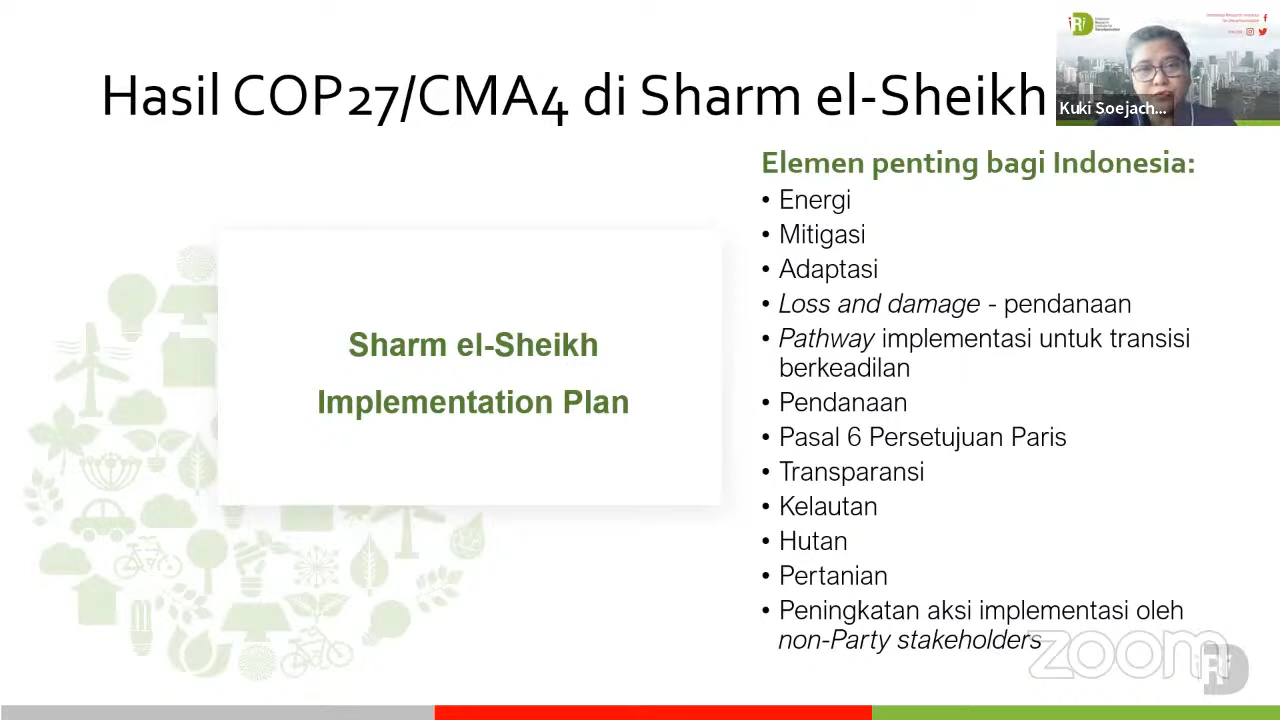 Hasil COP27/CMA4 di Sharm el-Sheikh
Kuki Soejach...
Elemen penting bagi Indonesia:
• Energi
• Mitigasi
• Adaptasi
• Loss and damage - pendanaan
• Pathway implementasi untuk transisi
berkeadilan
• Pendanaan
• Pasal 6 Persetujuan Paris
• Transparansi
• Kelautan
• Hutan
• Pertanian
• Peningkatan aksi implementasi oleh
non-Party stakeholders
Sharm el-Sheikh
Implementation Plan
zoom